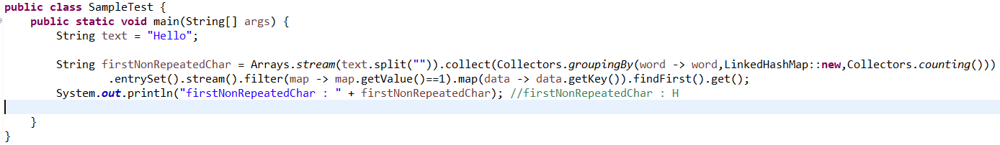 public class SampleTest {
public static void main(String[] args) {
String text = "Hello";
String firstNonRepeatedChar = Arrays.stream(text.split("")).collect(Collectors.groupingBy(word -> word,LinkedHashMap::new,Collectors.counting()))
.entrySet().stream().filter(map -> map.getValue()==1).map(data -> data.getKey()).findFirst().get();
System.out.println("firstNonRepeatedChar : " + firstNonRepeatedChar); //firstNonRepeatedChar : H
}
}